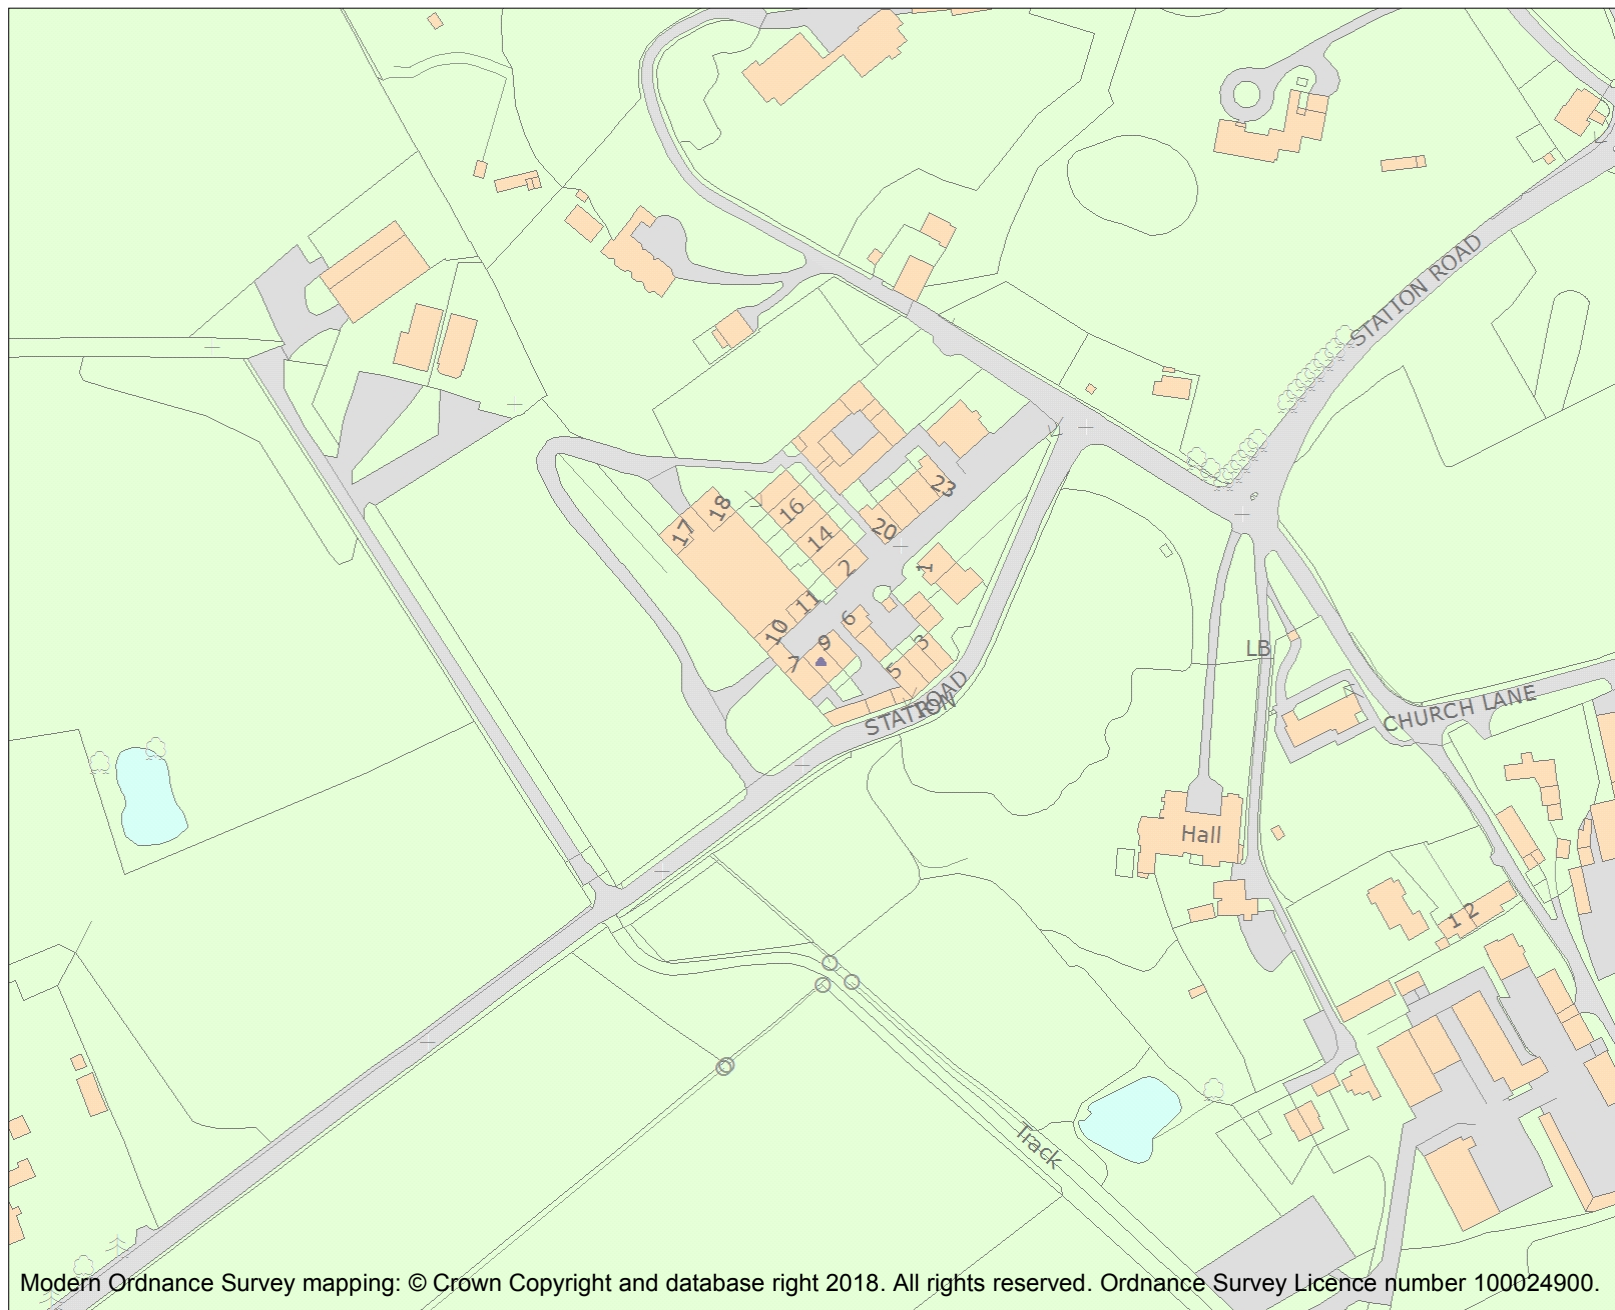 STATION ROAD
23
18
17
16
14
20
2
1
11
10
6
9
7
3
5
STATION
ROAD
LB
CHURCH LANE
Hall
1 2
Track
Modern Ordnance Survey mapping: © Crown Copyright and database right 2018. All rights reserved. Ordnance Survey Licence number 100024900.